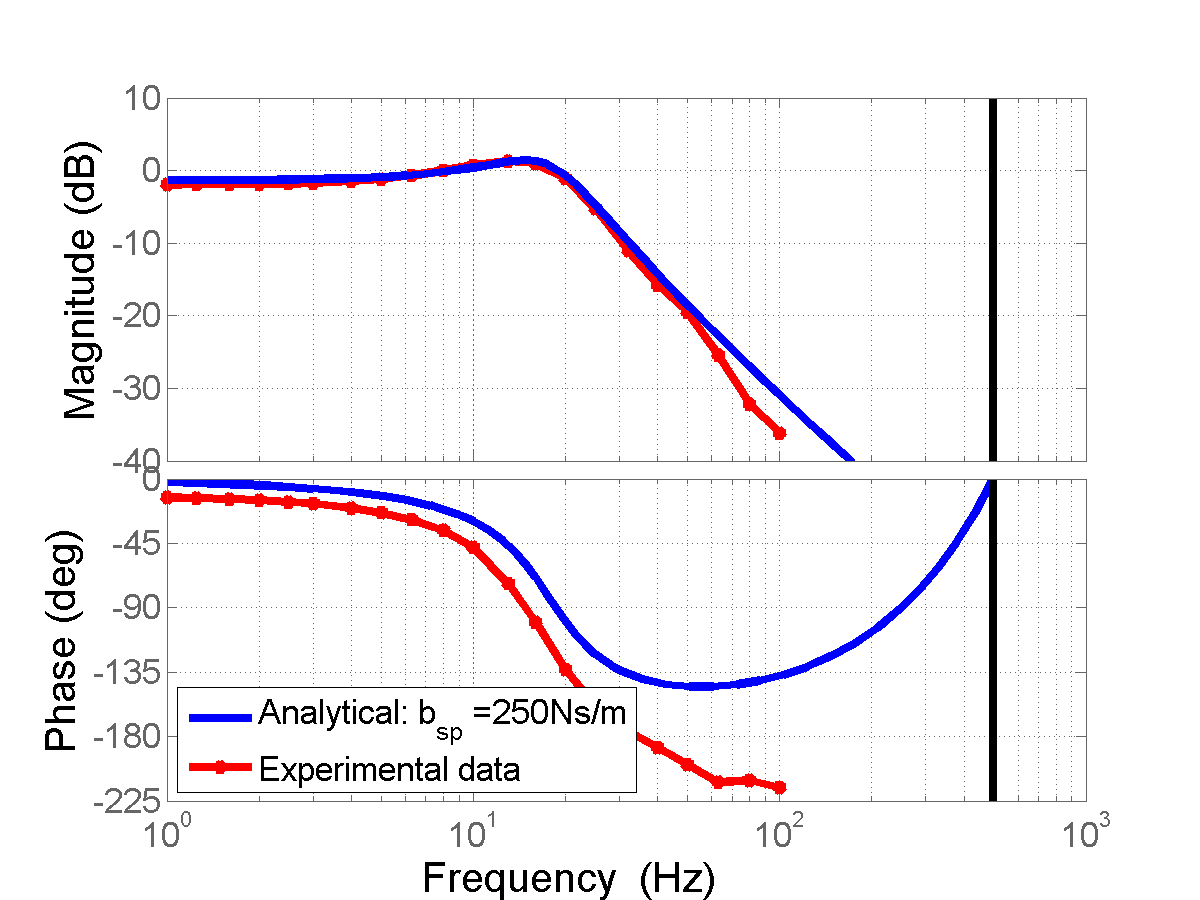 10
0
-10
-20
-30
-40
Magnitude (dB)
0
-45
-90
-135
-180
-225
Phase (deg)
Analytical: b_sp =250Ns/m
Experimental data
10^0 10^1 10^2 10^3
Frequency (Hz)